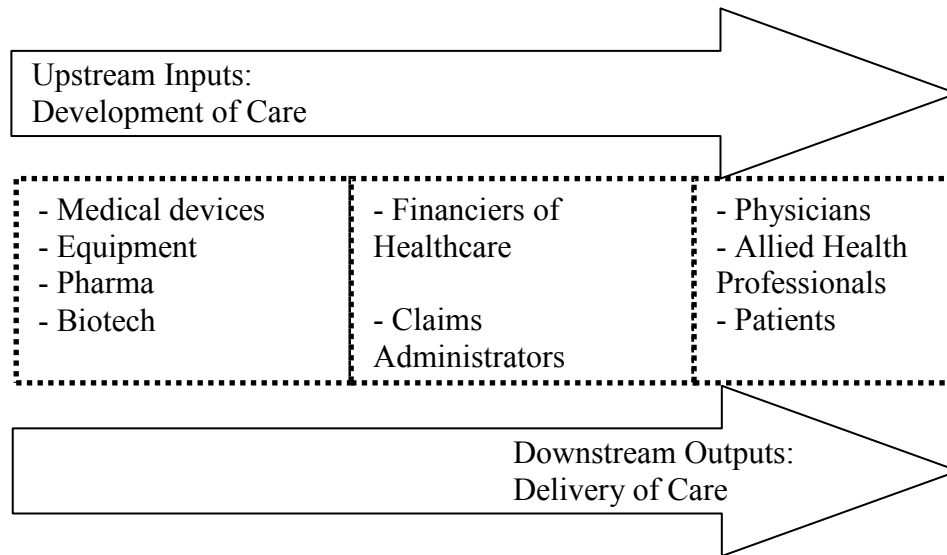 Upstream Inputs:
Development of Care
- Medical devices
- Equipment
- Pharma
- Biotech
- Financiers of
Healthcare
- Claims
Administrators
- Physicians
- Allied Health
Professionals
- Patients
Downstream Outputs:
Delivery of Care